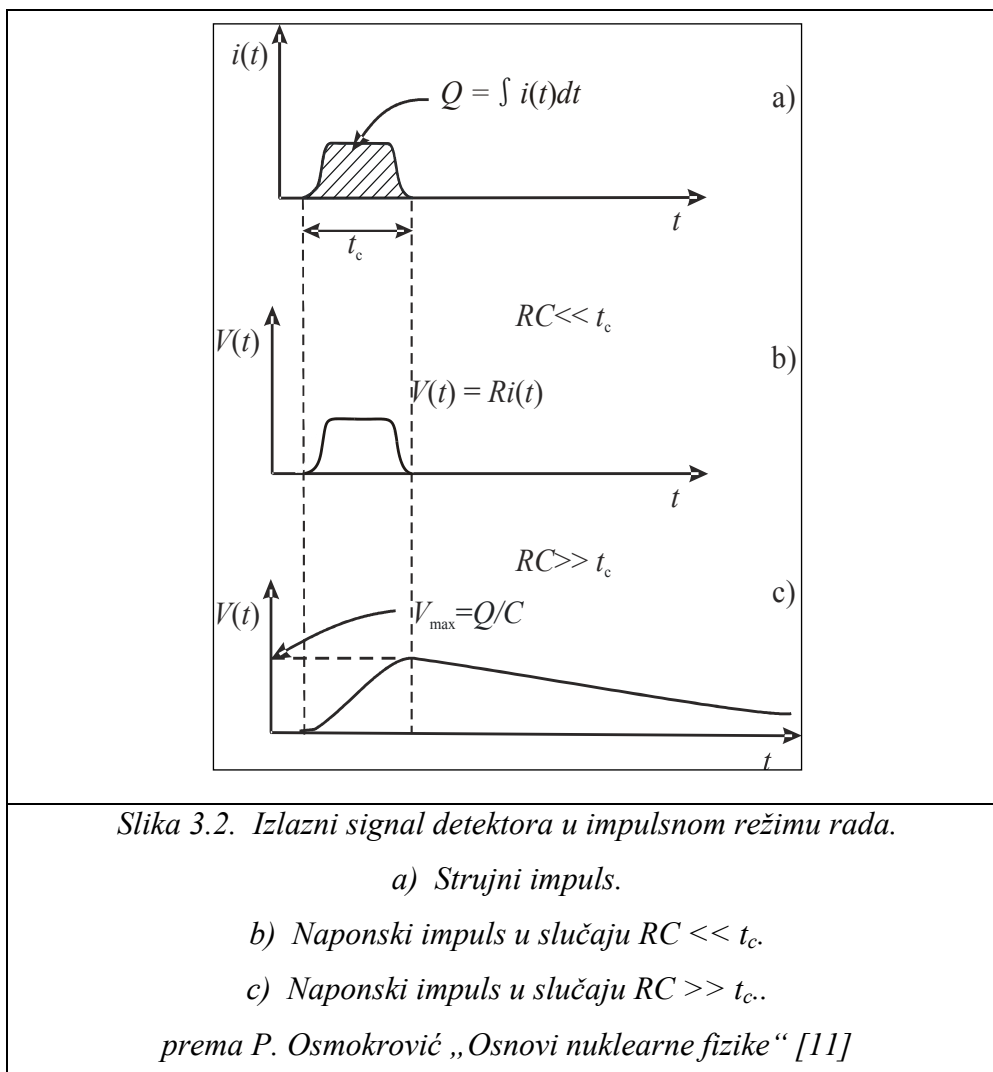 i(t)
Q = ∫ i(t)dt
a)
t
t_c
RC<< t_c
V(t)
b)
V(t) = Ri(t)
t
RC>> t_c
c)
V(t)
V_max=Q/C
t
Slika 3.2. Izlazni signal detektora u impulsnom režimu rada.
a) Strujni impuls.
b) Naponski impuls u slučaju RC << t_c.
c) Naponski impuls u slučaju RC >> t_c..
prema P. Osmokrović „Osnovi nuklearne fizike“ [11]